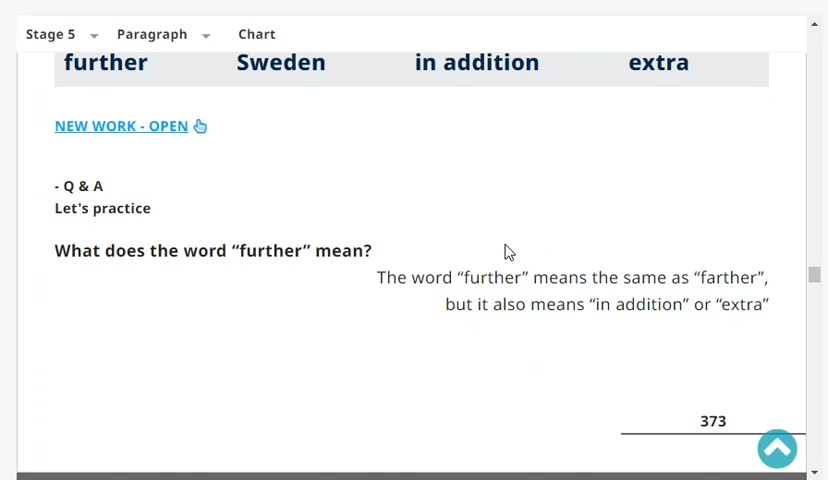 Stage 5 Paragraph Chart
further Sweden in addition extra
NEW WORK - OPEN
- Q & A
Let's practice
What does the word “further” mean?
The word “further” means the same as “farther”,
but it also means “in addition” or “extra”
373